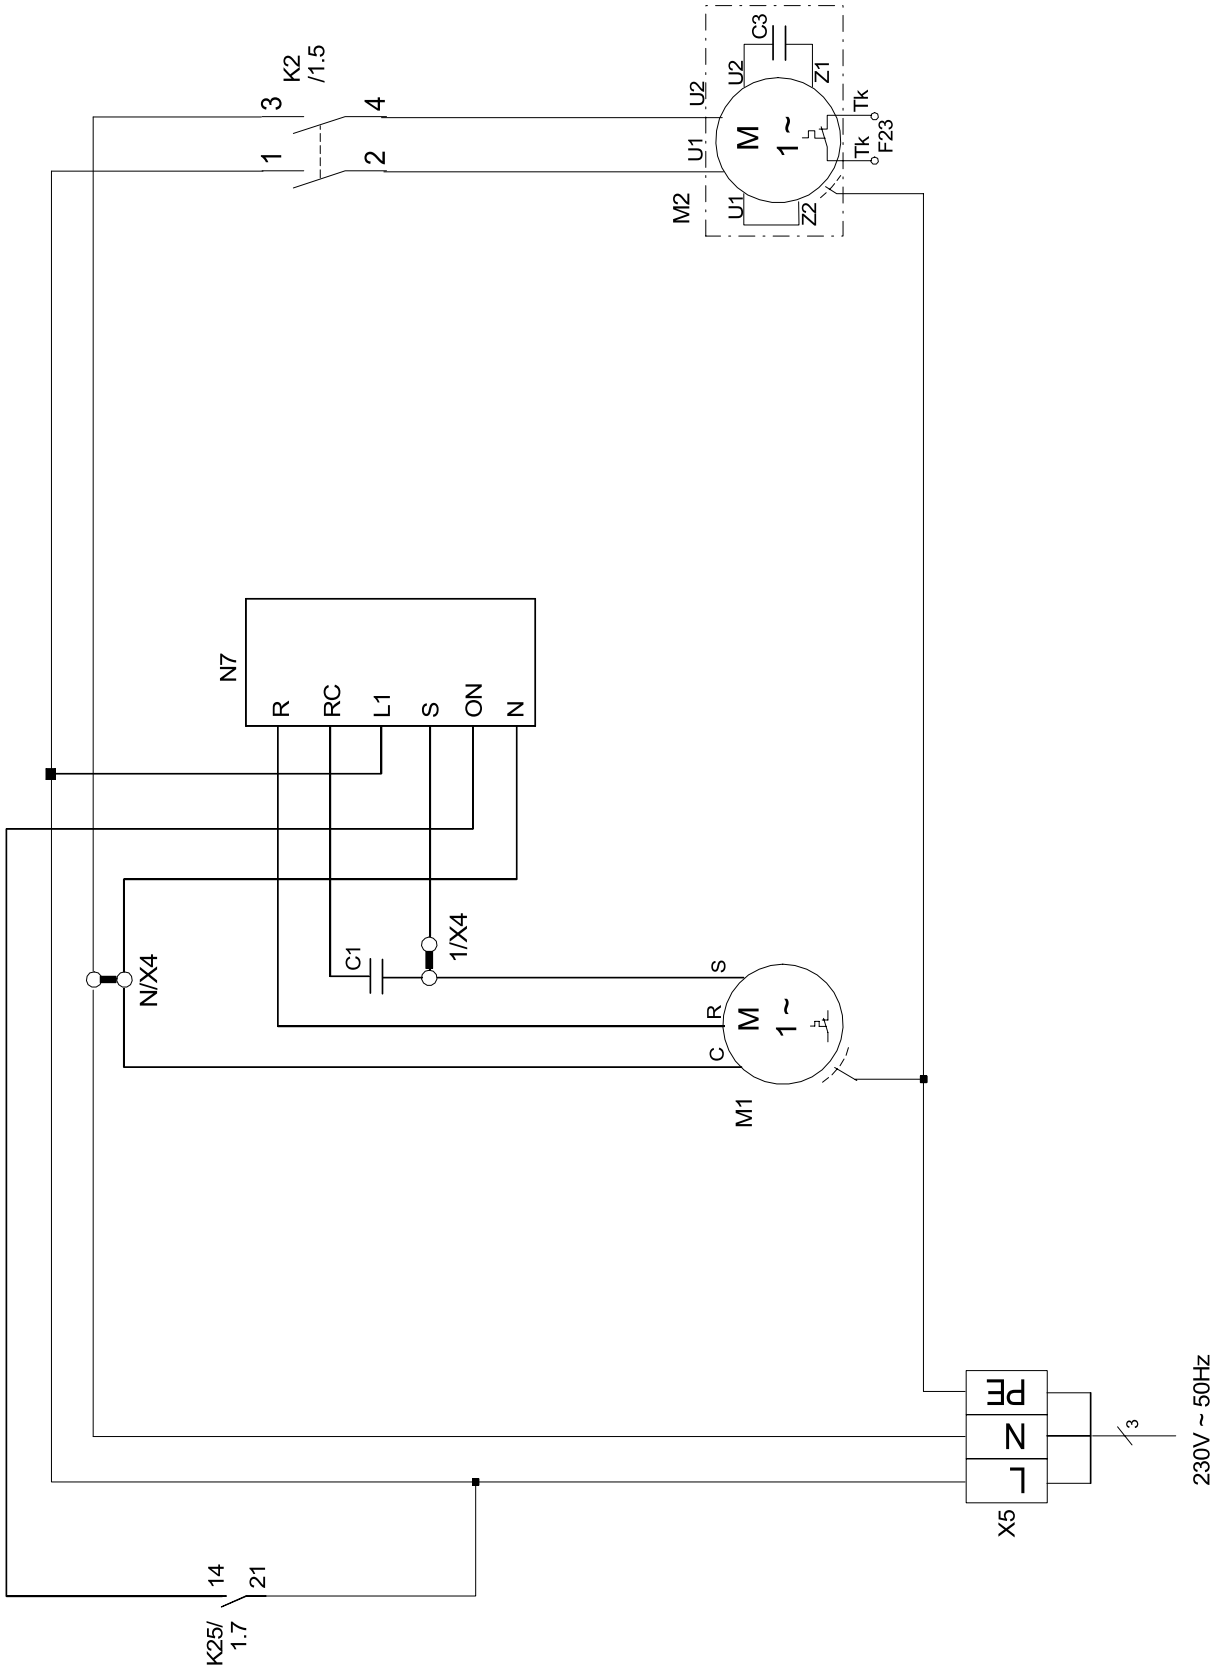 K25/
1.7
14
21
X5
L
N
PE
3
230V ~ 50Hz
N/X4
C1
1/X4
M1
C
R
S
M
1 ~
N7
R
RC
L1
S
ON
N
K2
/1.5
1
3
2
4
M2
U1
U2
U1
Z2
U2
Z1
C3
M
1 ~
Tk
Tk
F23